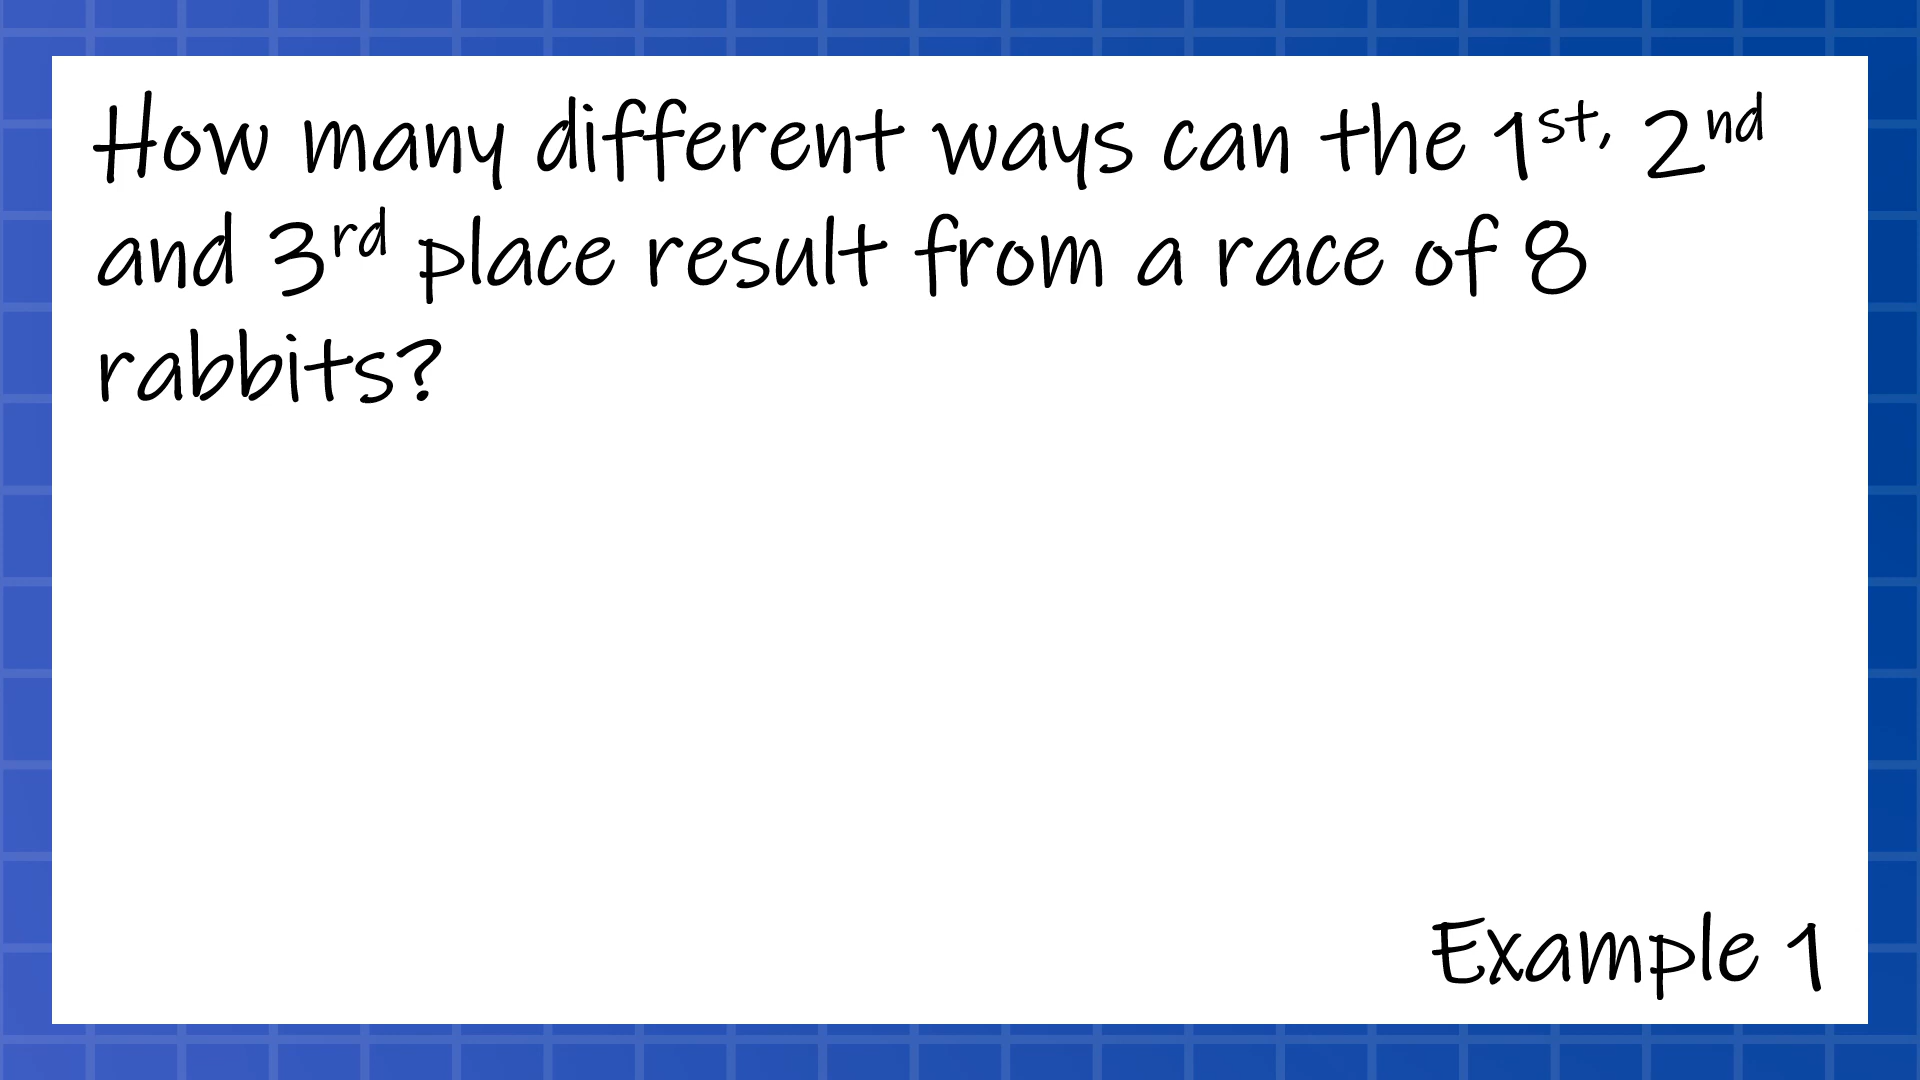 How many different ways can the 1st, 2nd
and 3rd place result from a race of 8
rabbits?
Example 1